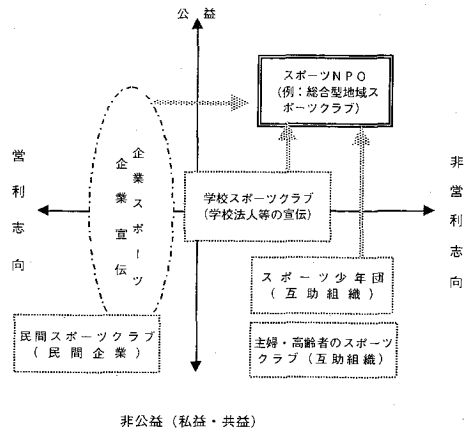 公益
スポーツNPO
(例：総合型地域ス
ポーツクラブ)
営利志向
企業スポーツ
企業宣伝
学校スポーツクラブ
(学校法人等の宣伝)
非営利志向
スポーツ少年団
(互助組織)
民間スポーツクラブ
(民間企業)
主婦・高齢者のスポーツ
クラブ(互助組織)
非公益(私益・共益)